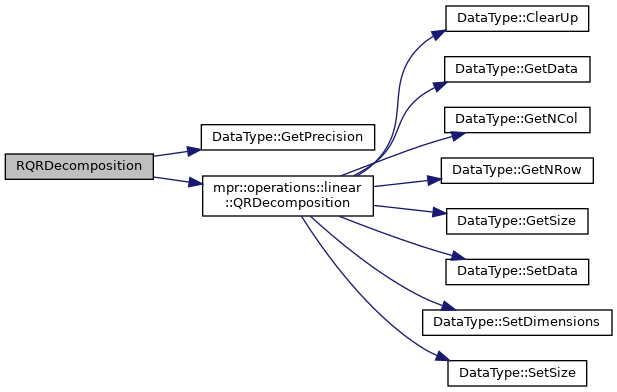 RQRDecomposition
DataType::GetPrecision
mpr::operations::linear
::QRDecomposition
DataType::ClearUp
DataType::GetData
DataType::GetNCol
DataType::GetNRow
DataType::GetSize
DataType::SetData
DataType::SetDimensions
DataType::SetSize